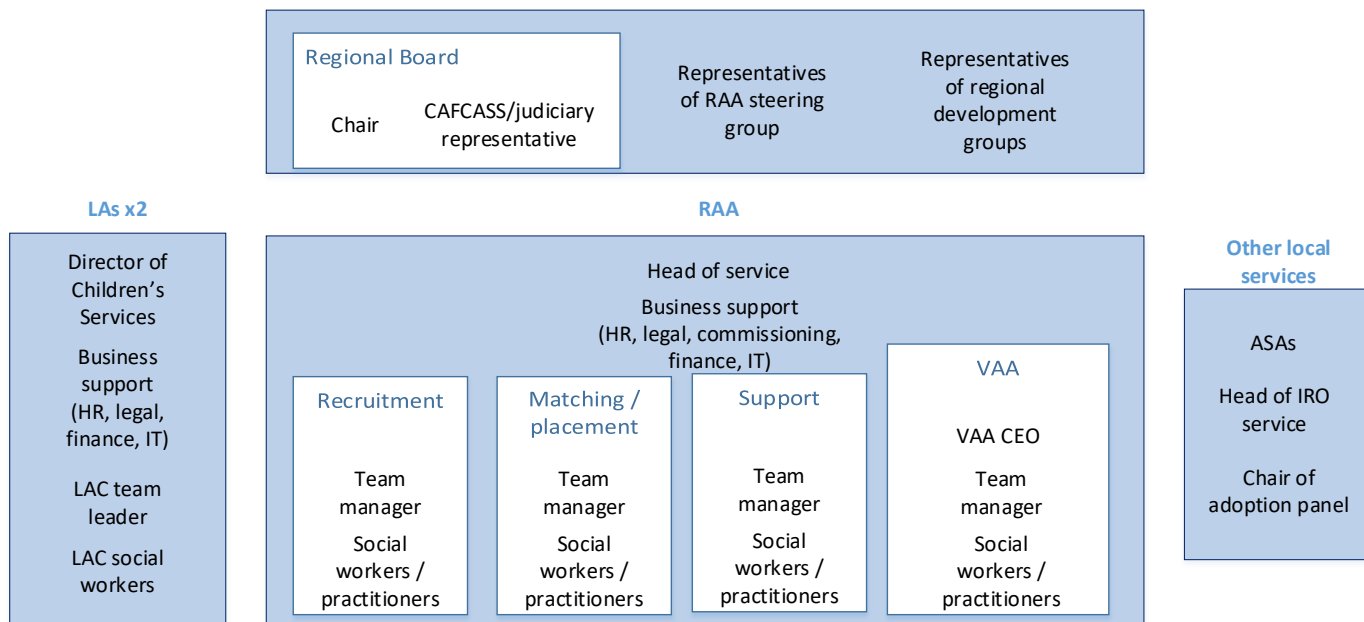 Regional Board
Chair
CAFCASS/judiciary
representative
Representatives
of RAA steering
group
Representatives
of regional
development
groups
LAs x2
Director of
Children’s
Services
Business
support
(HR, legal,
finance, IT)
LAC team
leader
LAC social
workers
RAA
Head of service
Business support
(HR, legal, commissioning,
finance, IT)
Recruitment
Team
manager
Social
workers /
practitioners
Matching /
placement
Team
manager
Social
workers /
practitioners
Support
Team
manager
Social
workers /
practitioners
VAA
VAA CEO
Team
manager
Social
workers /
practitioners
Other local
services
ASAs
Head of IRO
service
Chair of
adoption panel